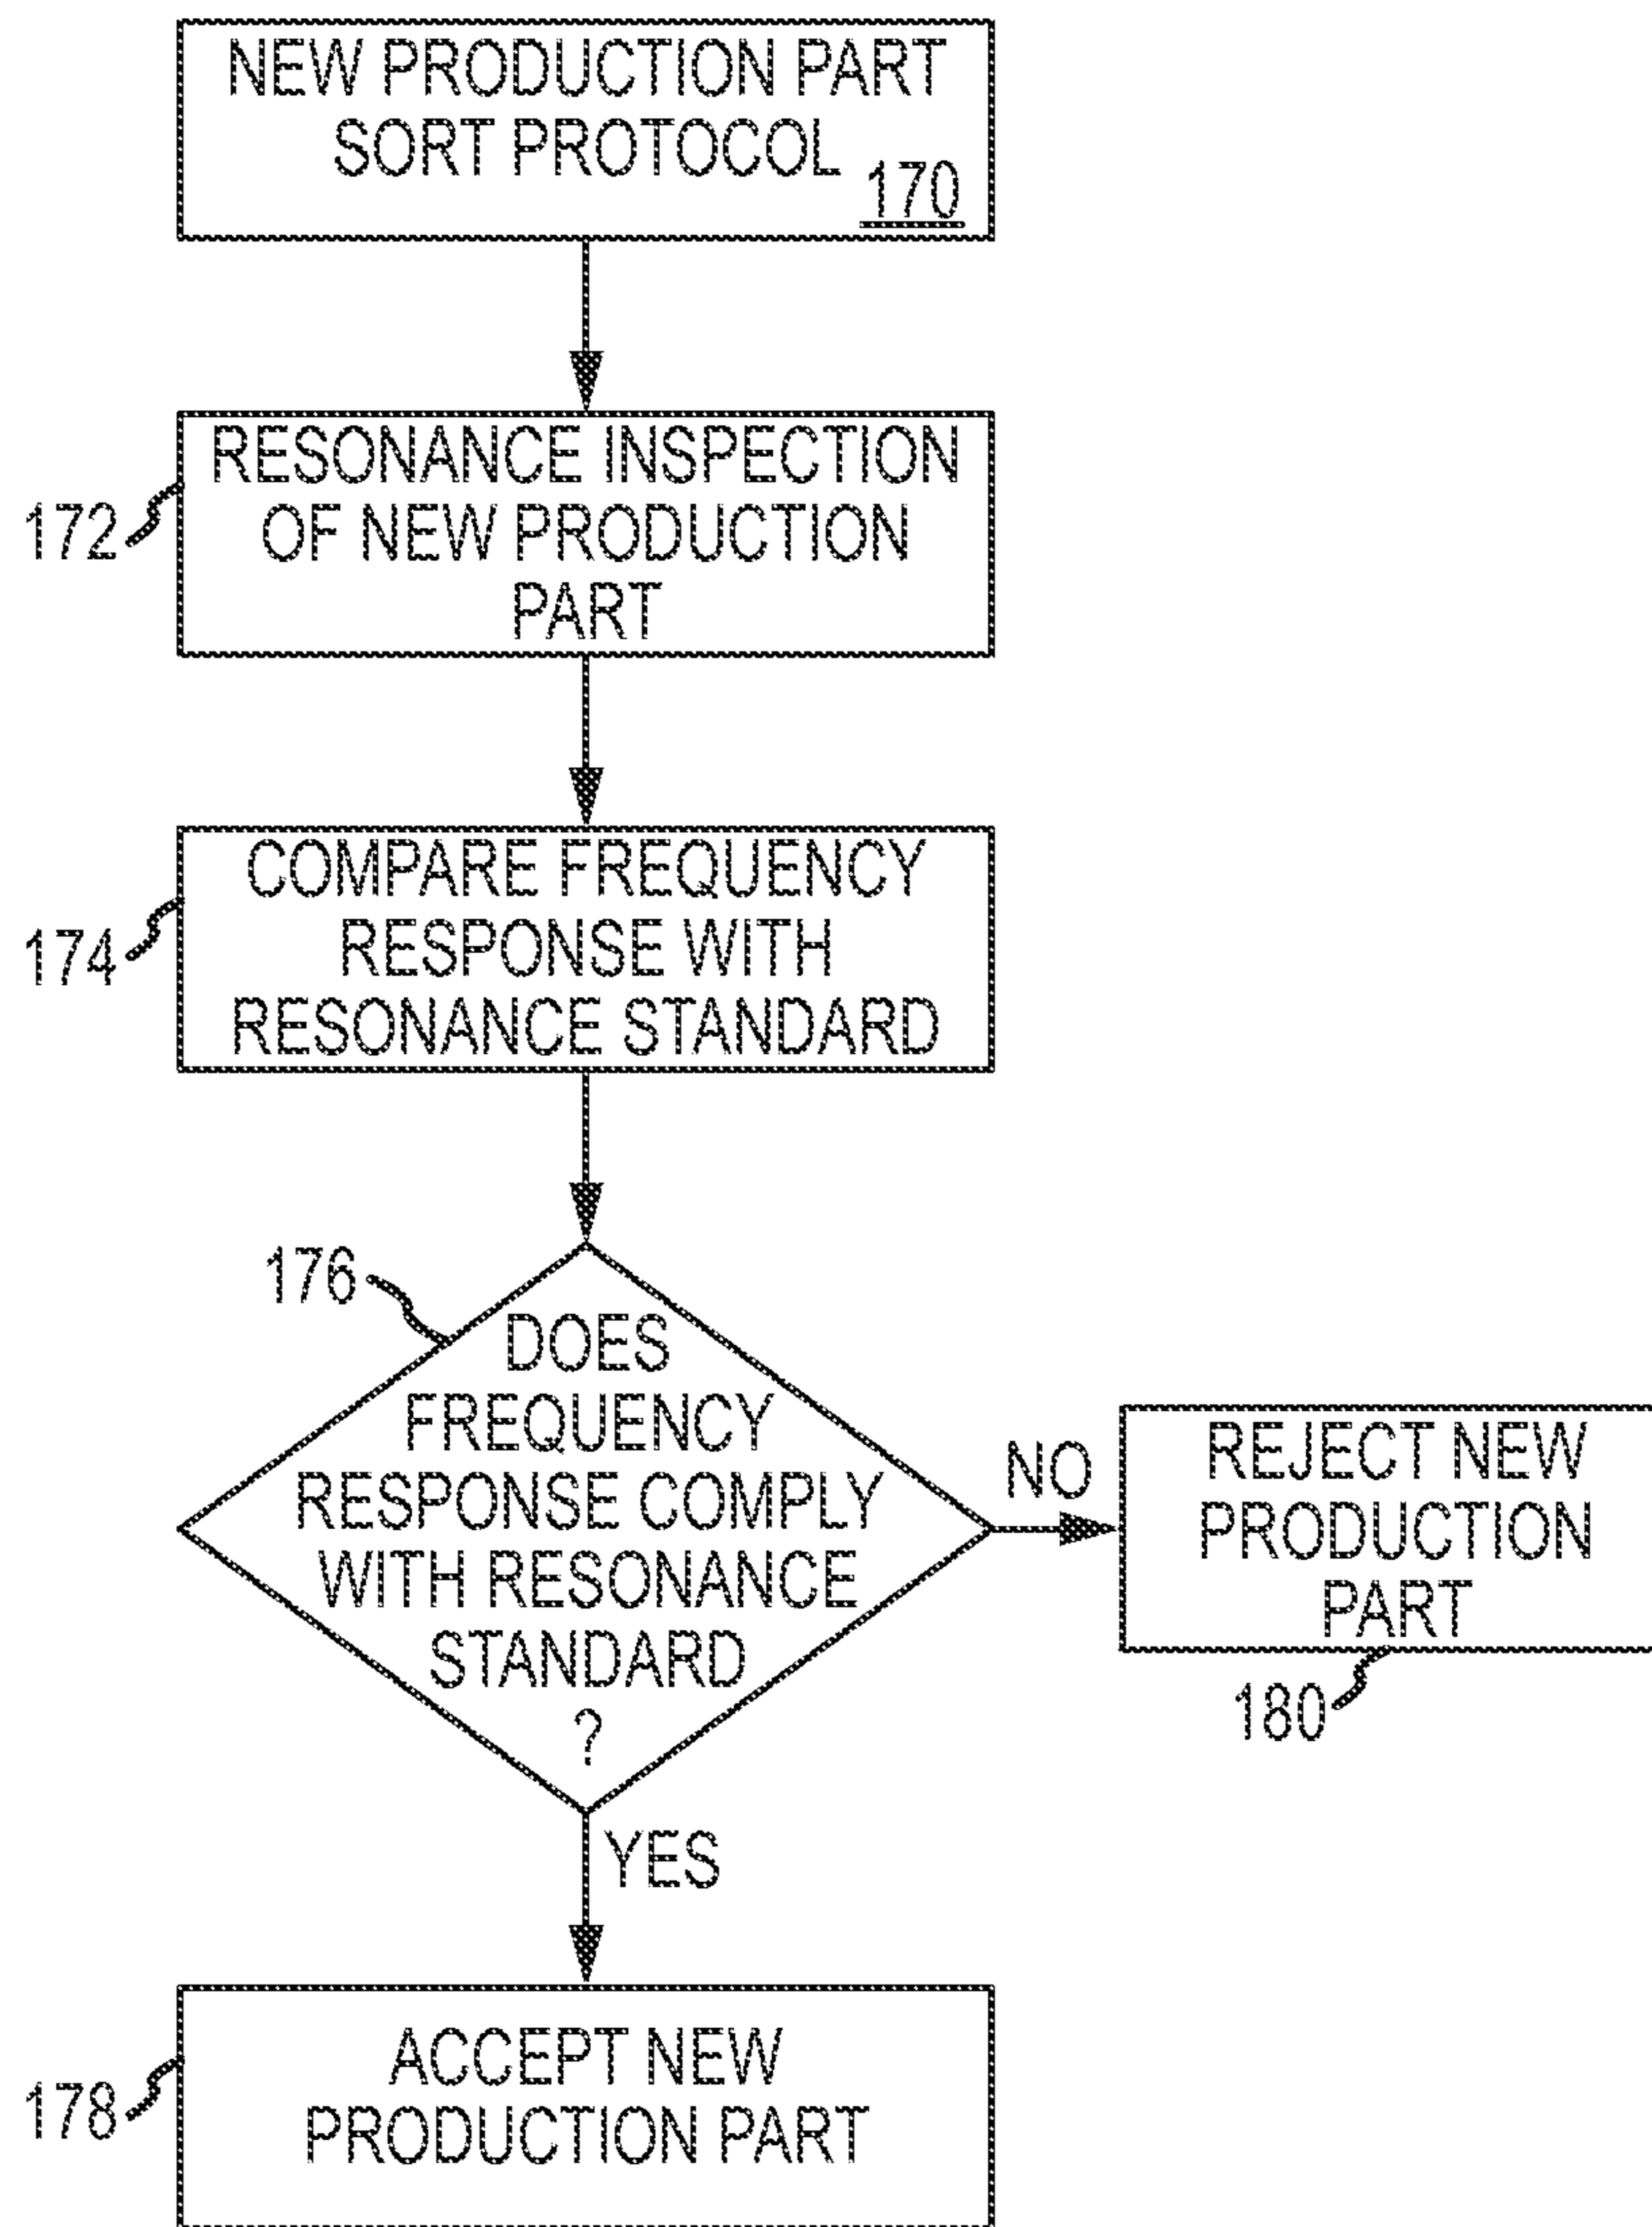 NEW PRODUCTION PART
SORT PROTOCOL
170
RESONANCE INSPECTION
OF NEW PRODUCTION
PART
172
COMPARE FREQUENCY
RESPONSE WITH
RESONANCE STANDARD
174
176
DOES
FREQUENCY
RESPONSE COMPLY
WITH RESONANCE
STANDARD
?
NO
REJECT NEW
PRODUCTION
PART
180
YES
ACCEPT NEW
PRODUCTION PART
178